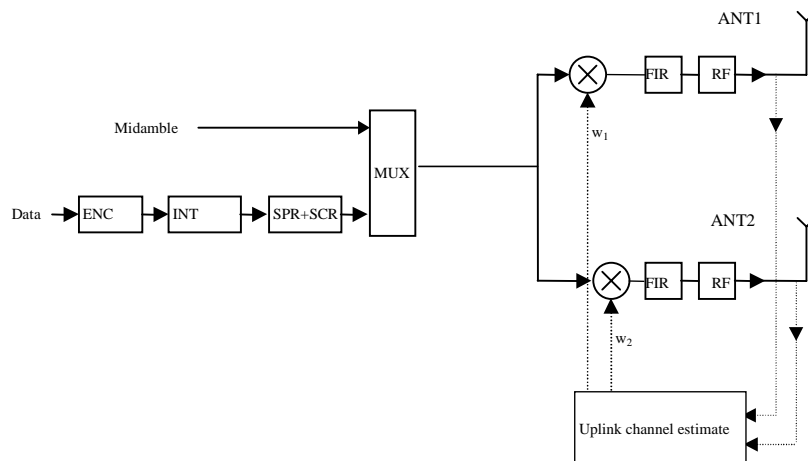 ANT1
FIR
RF
Midamble
w1
MUX
Data
ENC
INT
SPR+SCR
ANT2
FIR
RF
w2
Uplink channel estimate